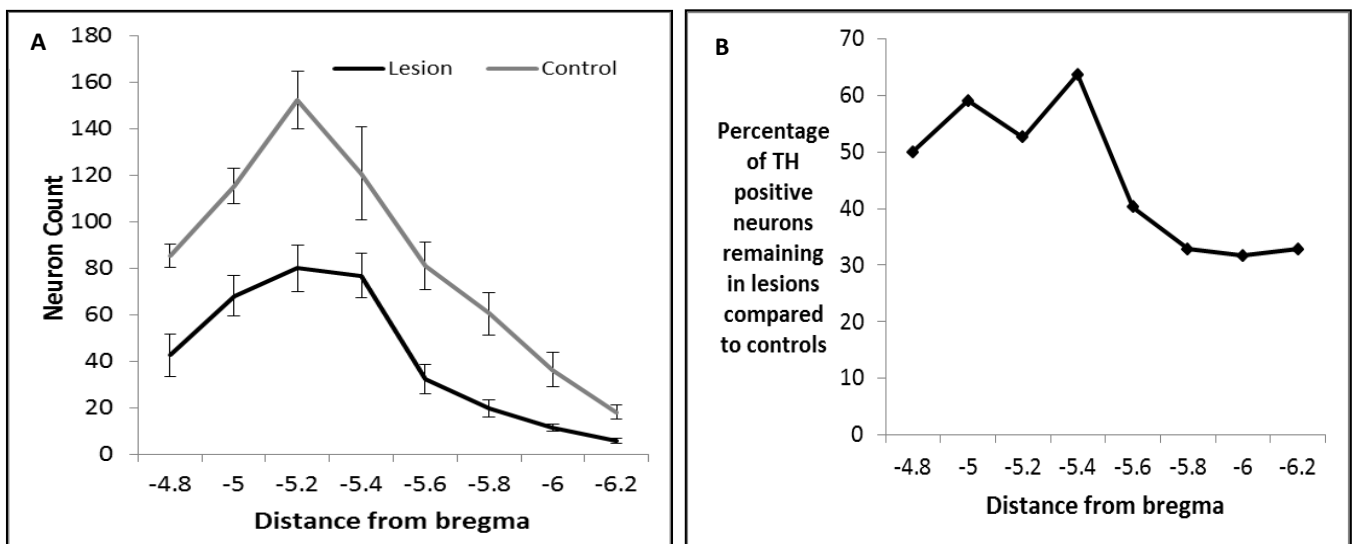 A
180
160
140
120
100
80
60
40
20
0
Neuron Count
Lesion
Control
-4.8 -5 -5.2 -5.4 -5.6 -5.8 -6 -6.2
Distance from bregma
B
70
60
50
40
30
20
10
0
Percentage
of TH
positive
neurons
remaining
in lesions
compared
to controls
-4.8 -5 -5.2 -5.4 -5.6 -5.8 -6 -6.2
Distance from bregma